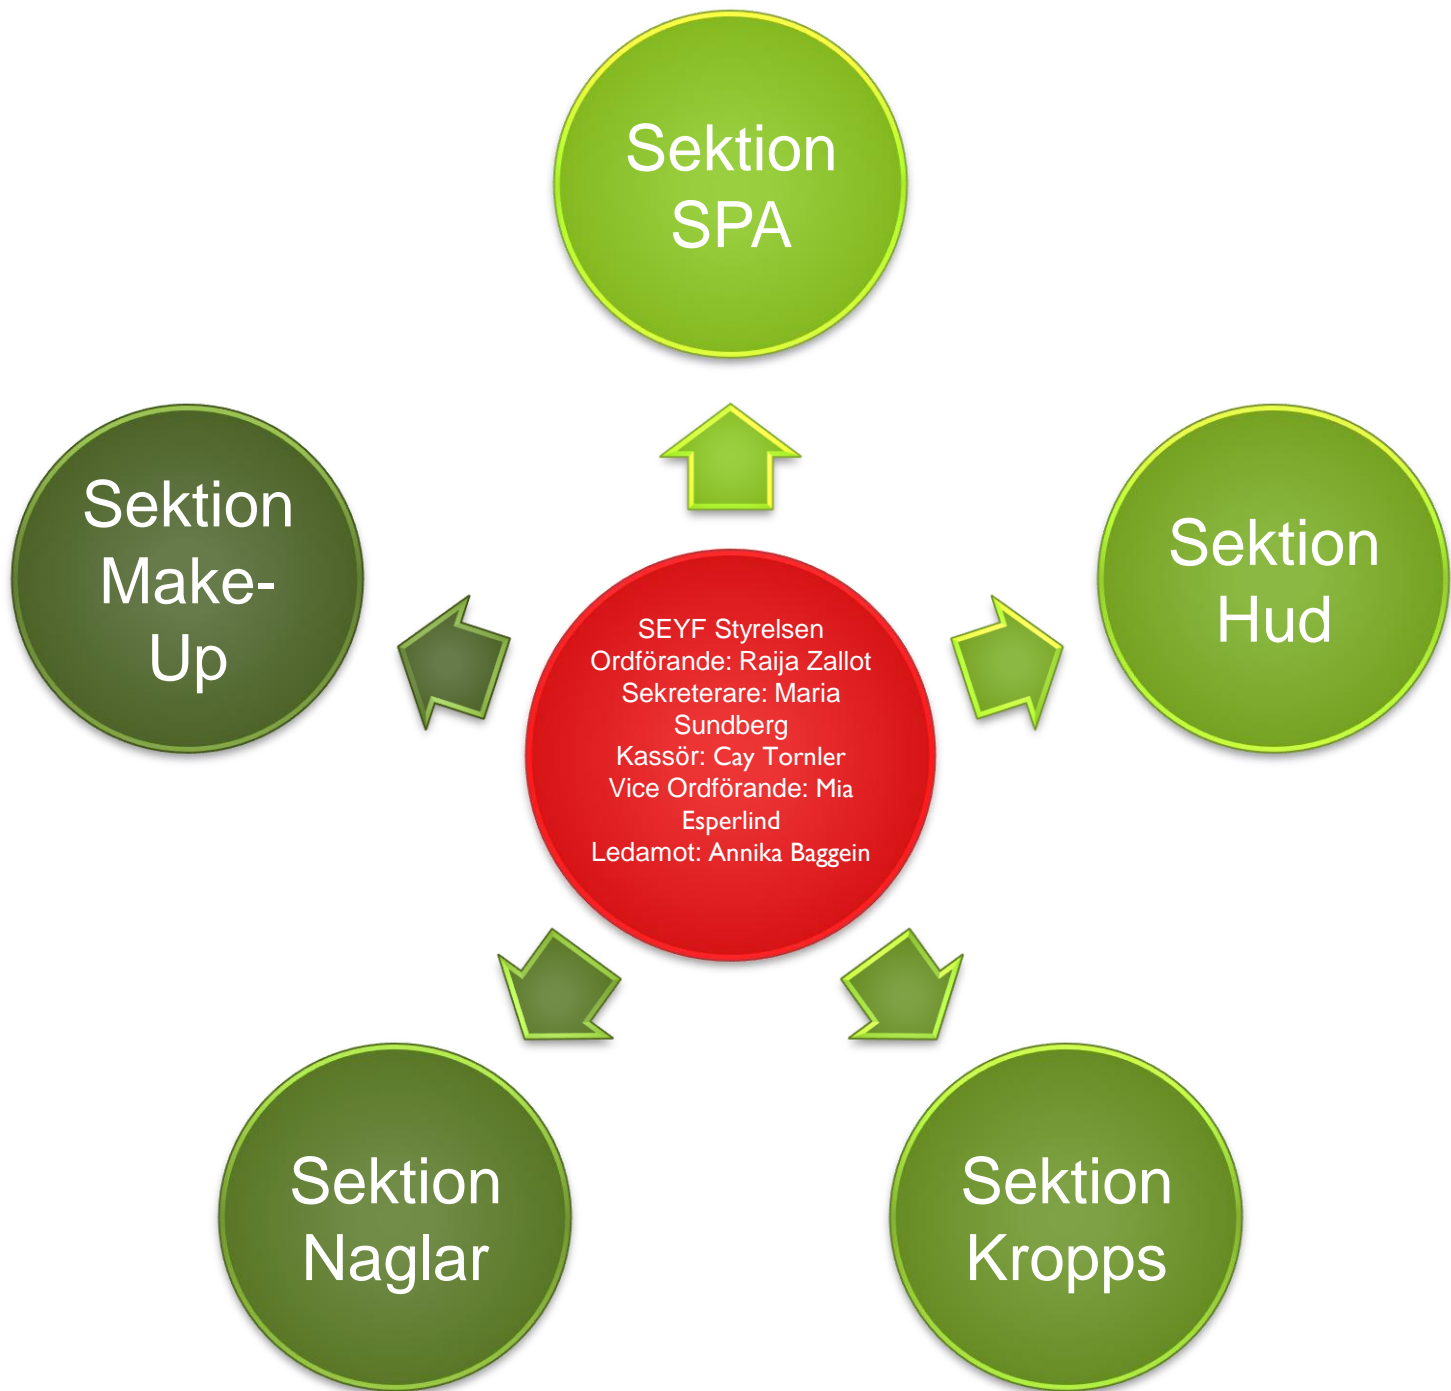 Sektion
SPA
Sektion
Make-
Up
Sektion
Hud
SEYF Styrelsen
Ordförande: Raija Zallot
Sekreterare: Maria
Sundberg
Kassör: Cay Tornler
Vice Ordförande: Mia
Esperlind
Ledamot: Annika Baggein
Sektion
Naglar
Sektion
Kropps